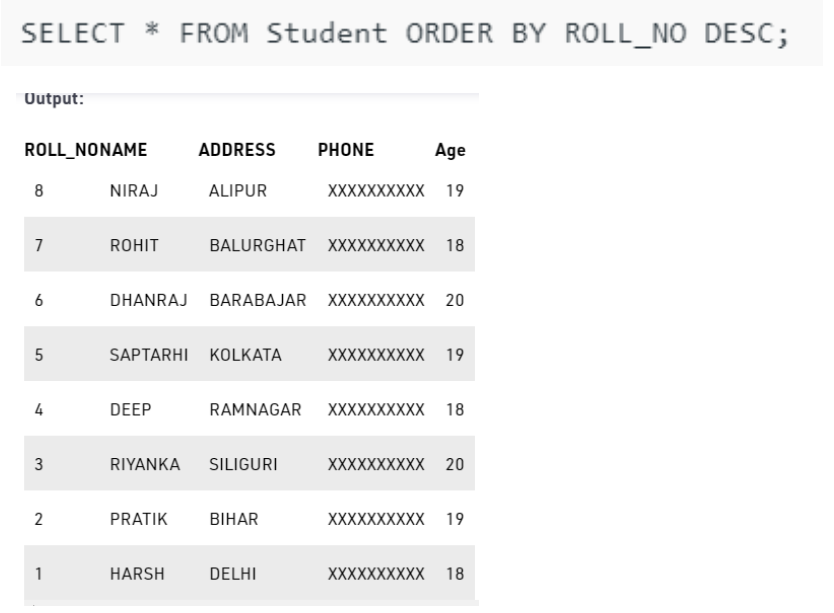 SELECT * FROM Student ORDER BY ROLL_NO DESC;
Output:
ROLL_NONAME ADDRESS PHONE Age
8 NIRAJ ALIPUR XXXXXXXXXX 19
7 ROHIT BALURGHAT XXXXXXXXXX 18
6 DHANRAJ BARABAJAR XXXXXXXXXX 20
5 SAPTARHI KOLKATA XXXXXXXXXX 19
4 DEEP RAMNAGAR XXXXXXXXXX 18
3 RIYANKA SILIGURI XXXXXXXXXX 20
2 PRATIK BIHAR XXXXXXXXXX 19
1 HARSH DELHI XXXXXXXXXX 18